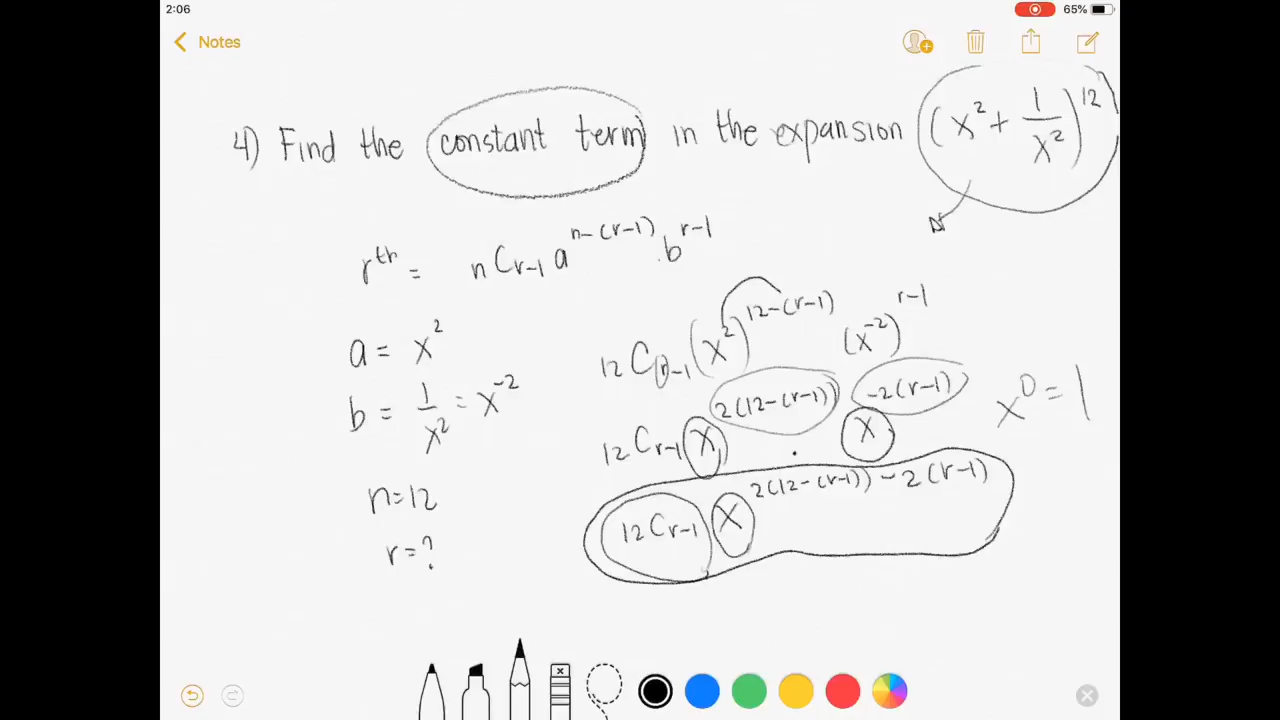 2:06 65%
Notes
4) Find the constant term in the expansion (x² + 1/x²)¹²
rᵗʰ = nCr-1 a^n-(r-1) . b^r-1
a = x²
b = 1/x² = x⁻²
n=12
r=?
12Cr-1 (x²)^12-(r-1) (x⁻²)^r-1
12Cr-1 x^2(12-(r-1)) · x^-2(r-1)
x⁰ = 1
12Cr-1 x^2(12-(r-1))-2(r-1)